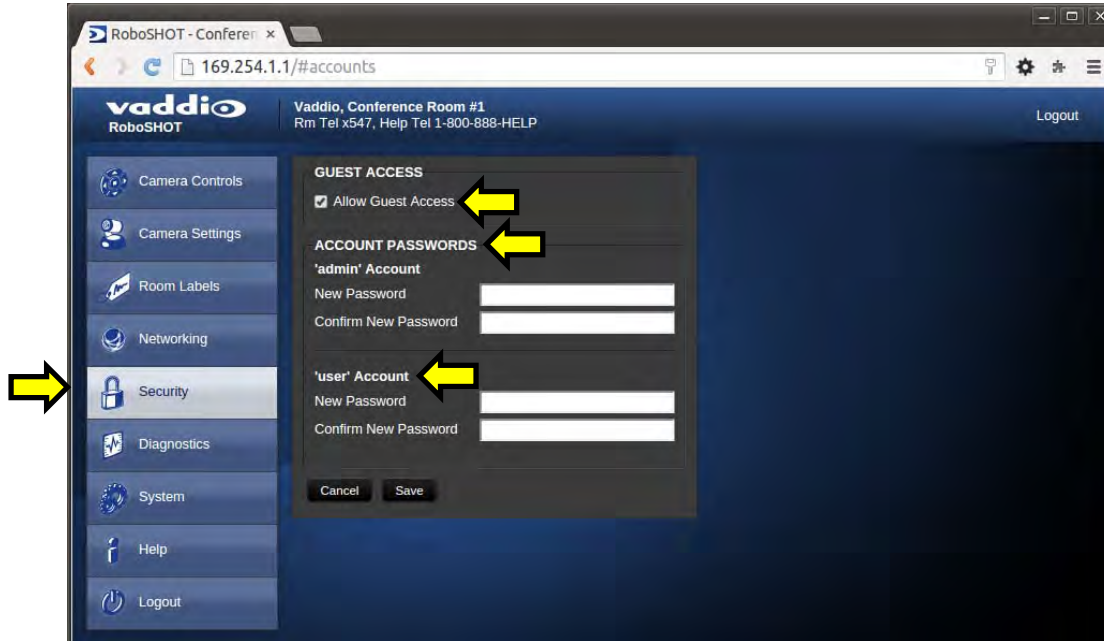 RoboSHOT - Conferen
169.254.1.1/#accounts
vaddio
RoboSHOT
Vaddio, Conference Room #1
Rm Tel x547, Help Tel 1-800-888-HELP
Logout
Camera Controls
Camera Settings
Room Labels
Networking
Security
Diagnostics
System
Help
Logout
GUEST ACCESS
Allow Guest Access
ACCOUNT PASSWORDS
'admin' Account
New Password
Confirm New Password
'user' Account
New Password
Confirm New Password
Cancel Save